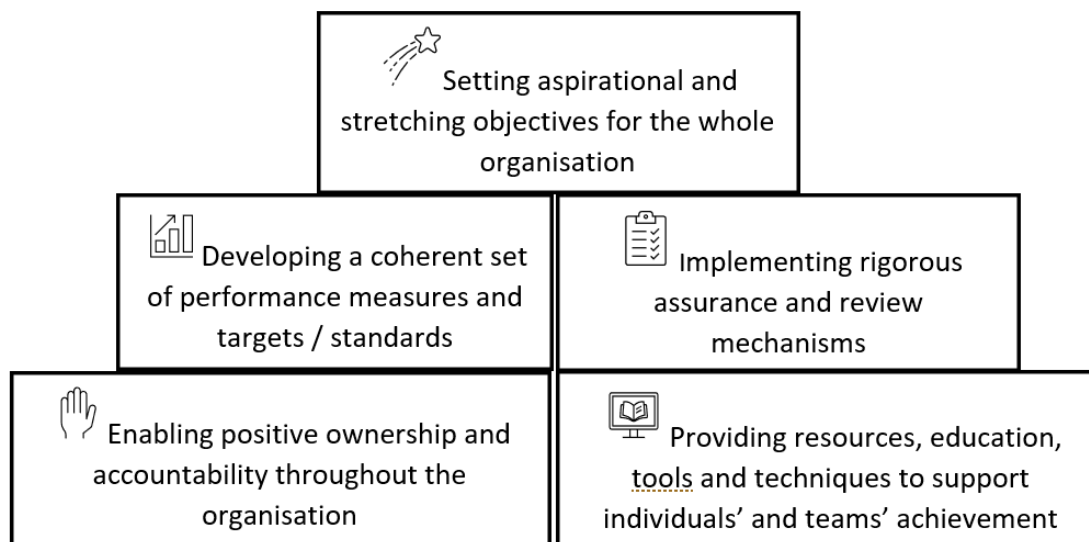 Setting aspirational and
stretching objectives for the whole
organisation
Developing a coherent set
of performance measures and
targets / standards
Implementing rigorous
assurance and review
mechanisms
Enabling positive ownership and
accountability throughout the
organisation
Providing resources, education,
tools and techniques to support
individuals’ and teams’ achievement